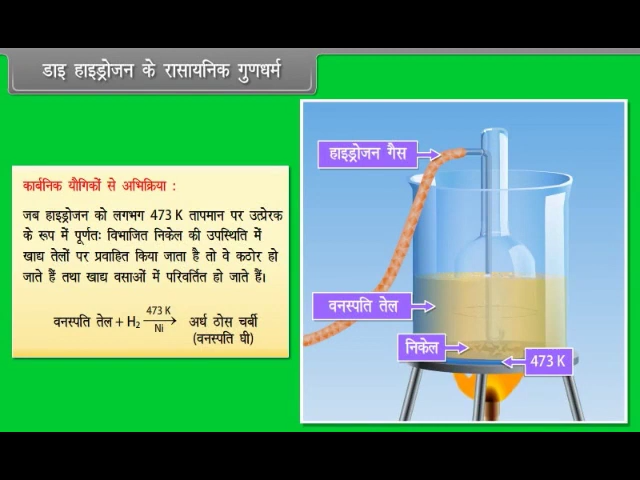 डाइ हाइड्रोजन के रासायनिक गुणधर्म
कार्बनिक यौगिकों से अभिक्रिया :
जब हाइड्रोजन को लगभग 473 K तापमान पर उत्प्रेरक
के रूप में पूर्णतः विभाजित निकेल की उपस्थिति में
खाद्य तेलों पर प्रवाहित किया जाता है तो वे कठोर हो
जाते हैं तथा खाद्य वसाओं में परिवर्तित हो जाते हैं।
वनस्पति तेल + H₂ 473 K → Ni अर्ध ठोस चर्बी
(वनस्पति घी)
हाइड्रोजन गैस
वनस्पति तेल
निकेल
473 K